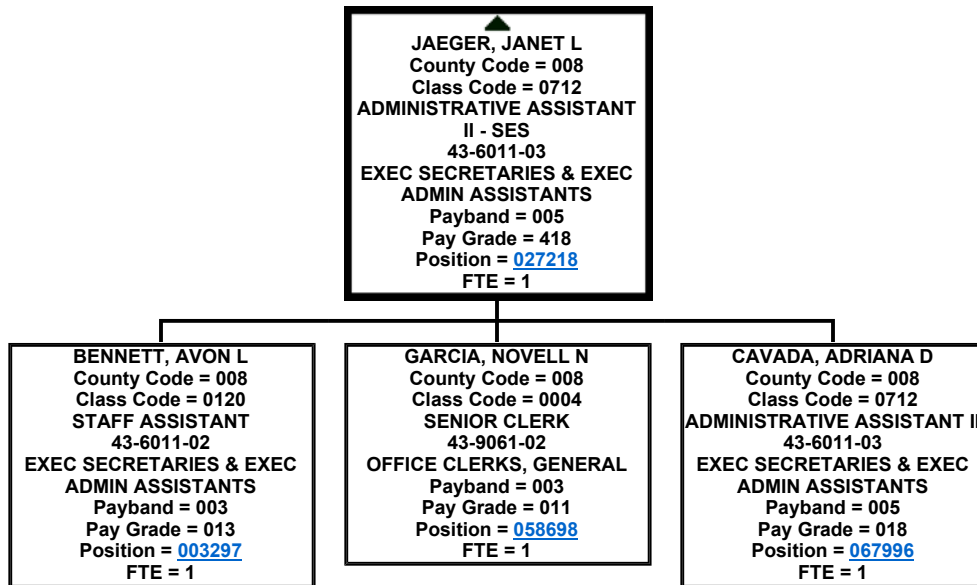 JAEGER, JANET L
County Code = 008
Class Code = 0712
ADMINISTRATIVE ASSISTANT
II - SES
43-6011-03
EXEC SECRETARIES & EXEC
ADMIN ASSISTANTS
Payband = 005
Pay Grade = 418
Position = 027218
FTE = 1
BENNETT, AVON L
County Code = 008
Class Code = 0120
STAFF ASSISTANT
43-6011-02
EXEC SECRETARIES & EXEC
ADMIN ASSISTANTS
Payband = 003
Pay Grade = 013
Position = 003297
FTE = 1
GARCIA, NOVELL N
County Code = 008
Class Code = 0004
SENIOR CLERK
43-9061-02
OFFICE CLERKS, GENERAL
Payband = 003
Pay Grade = 011
Position = 058698
FTE = 1
CAVADA, ADRIANA D
County Code = 008
Class Code = 0712
ADMINISTRATIVE ASSISTANT II
43-6011-03
EXEC SECRETARIES & EXEC
ADMIN ASSISTANTS
Payband = 005
Pay Grade = 018
Position = 067996
FTE = 1